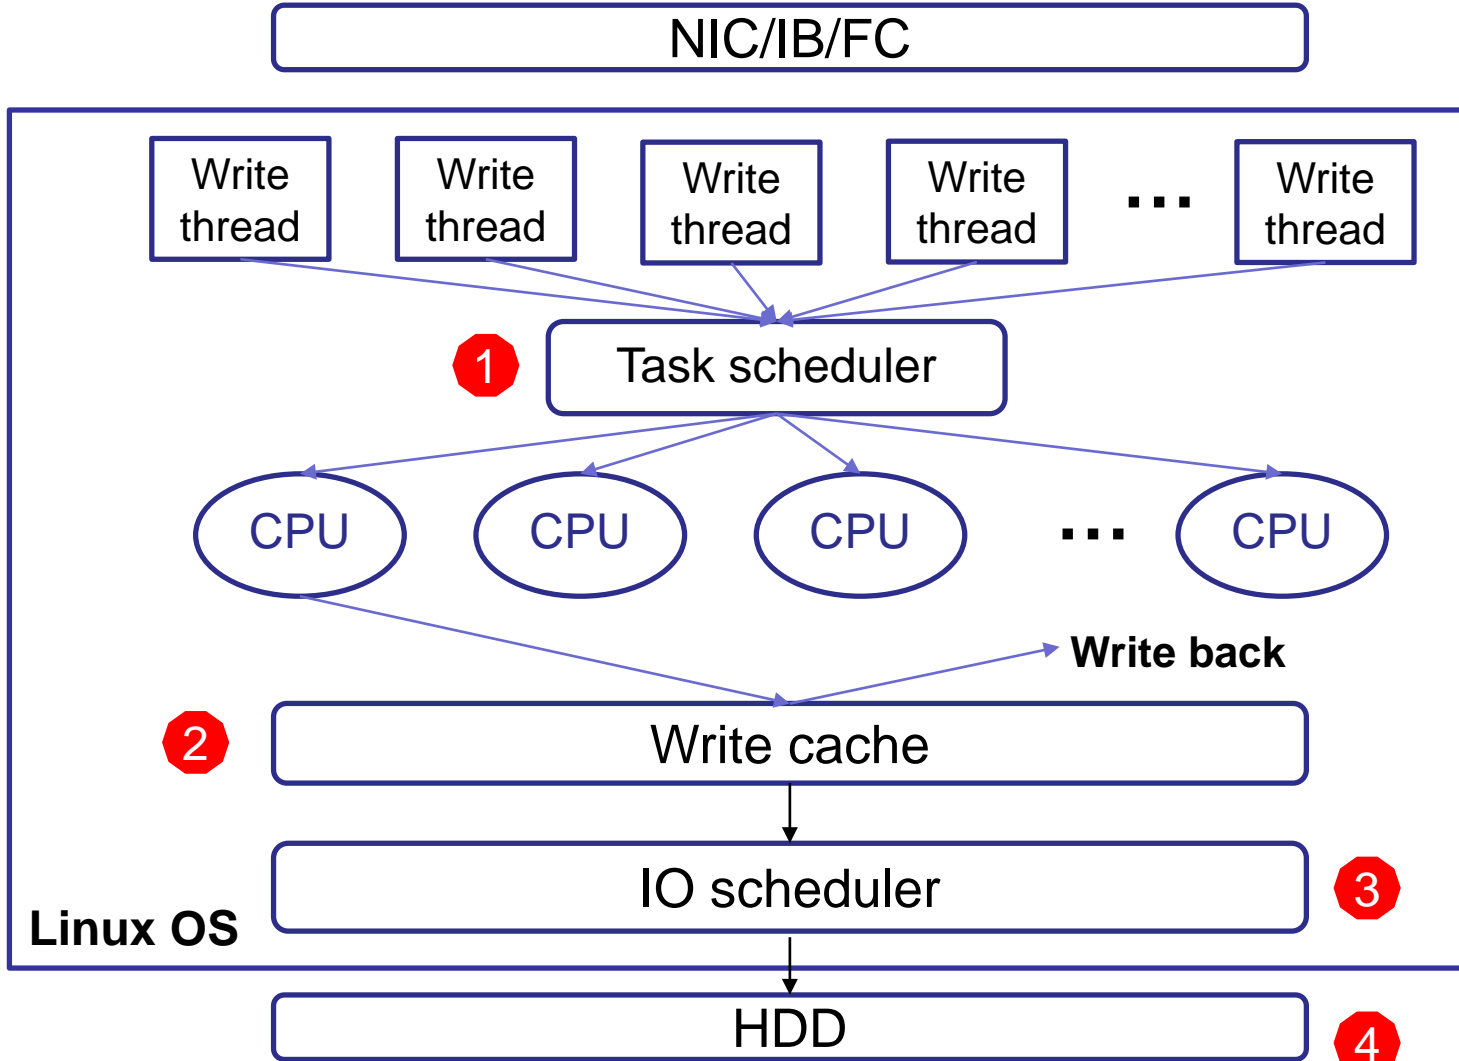 NIC/IB/FC
Write
thread
Write
thread
Write
thread
Write
thread
...
Write
thread
1
Task scheduler
CPU
CPU
CPU
...
CPU
Write back
2
Write cache
IO scheduler
3
Linux OS
HDD
4